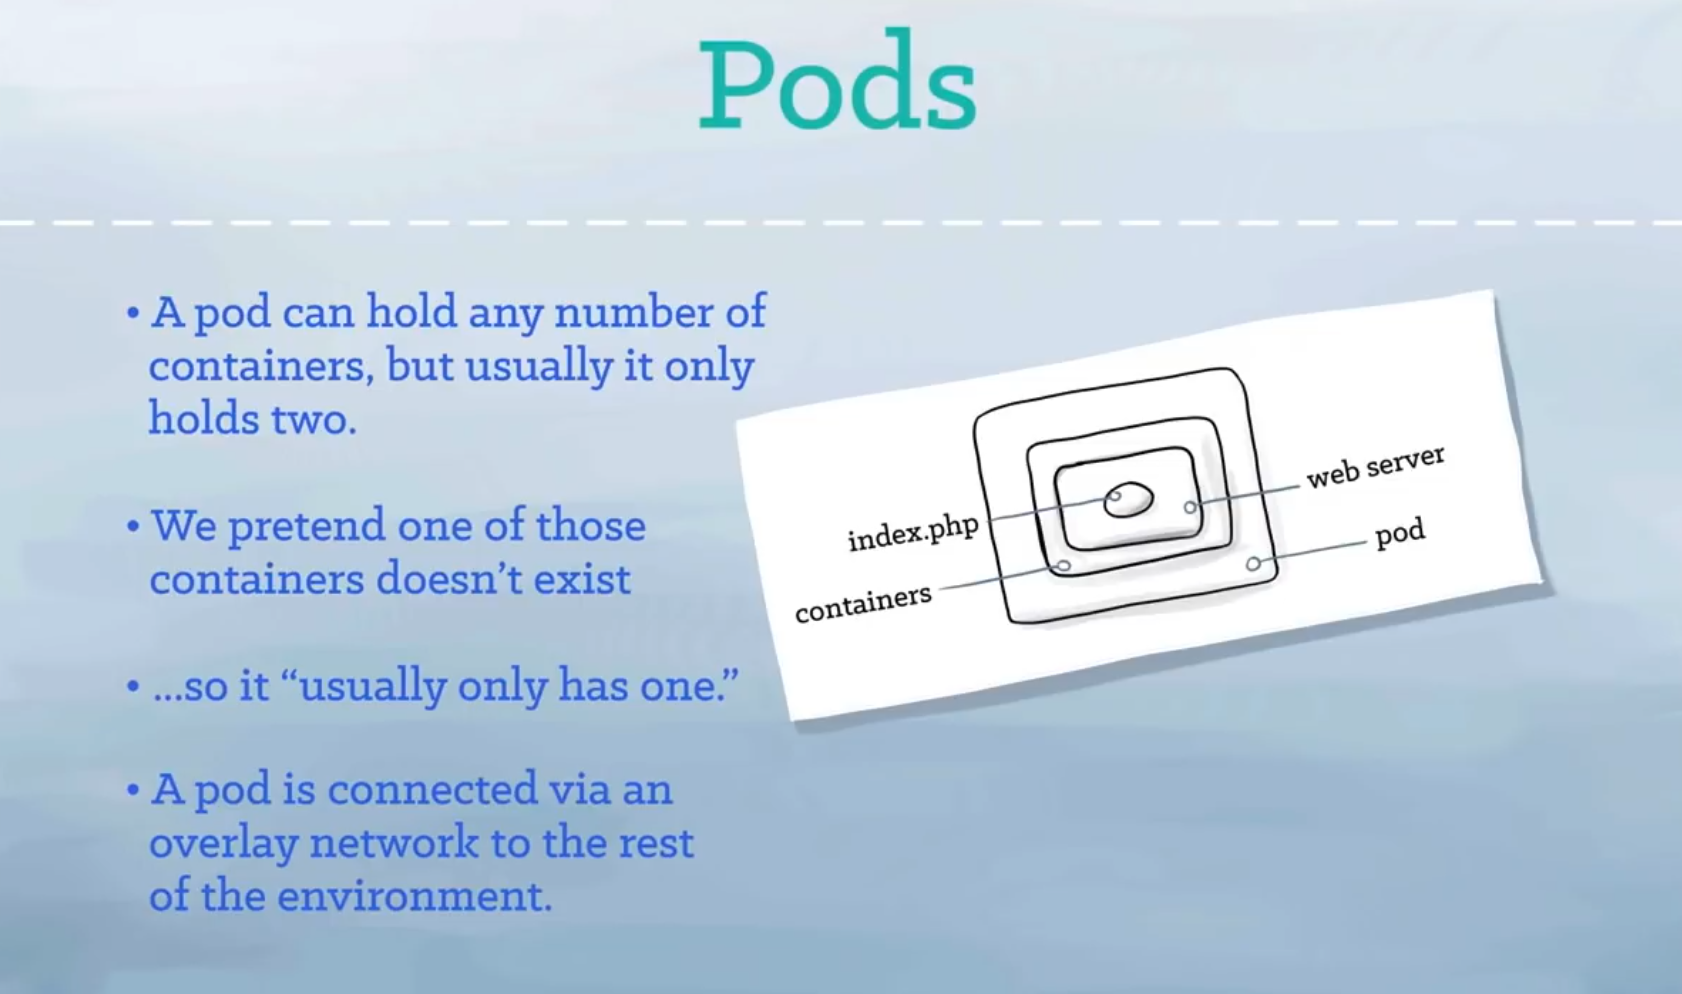 Pods
• A pod can hold any number of
containers, but usually it only
holds two.
• We pretend one of those
containers doesn’t exist
• ...so it “usually only has one.”
• A pod is connected via an
overlay network to the rest
of the environment.
index.php
containers
web server
pod